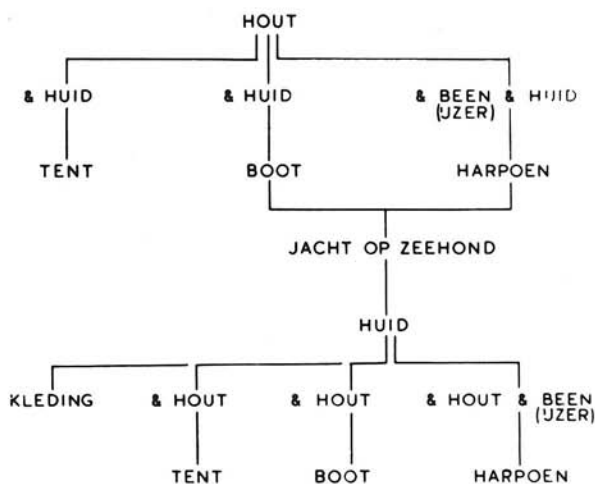 HOUT
& HUID & HUID & BEEN & HUID
(IJZER)
TENT BOOT HARPOEN
JACHT OP ZEEHOND
HUID
KLEDING & HOUT & HOUT & HOUT & BEEN
(IJZER)
TENT BOOT HARPOEN